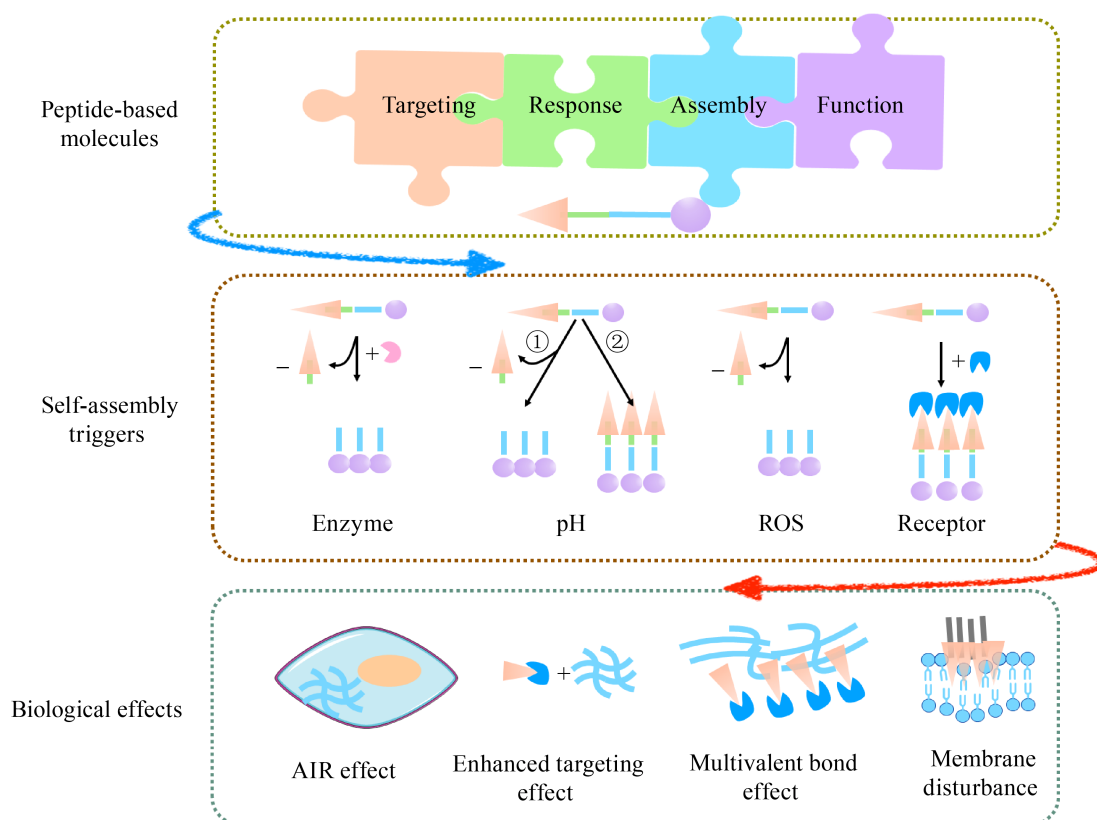 Peptide-based
molecules
Targeting
Response
Assembly
Function
Self-assembly
triggers
− +
① ②
−
−
+
Enzyme
pH
ROS
Receptor
Biological effects
+
AIR effect
Enhanced targeting
effect
Multivalent bond
effect
Membrane
disturbance